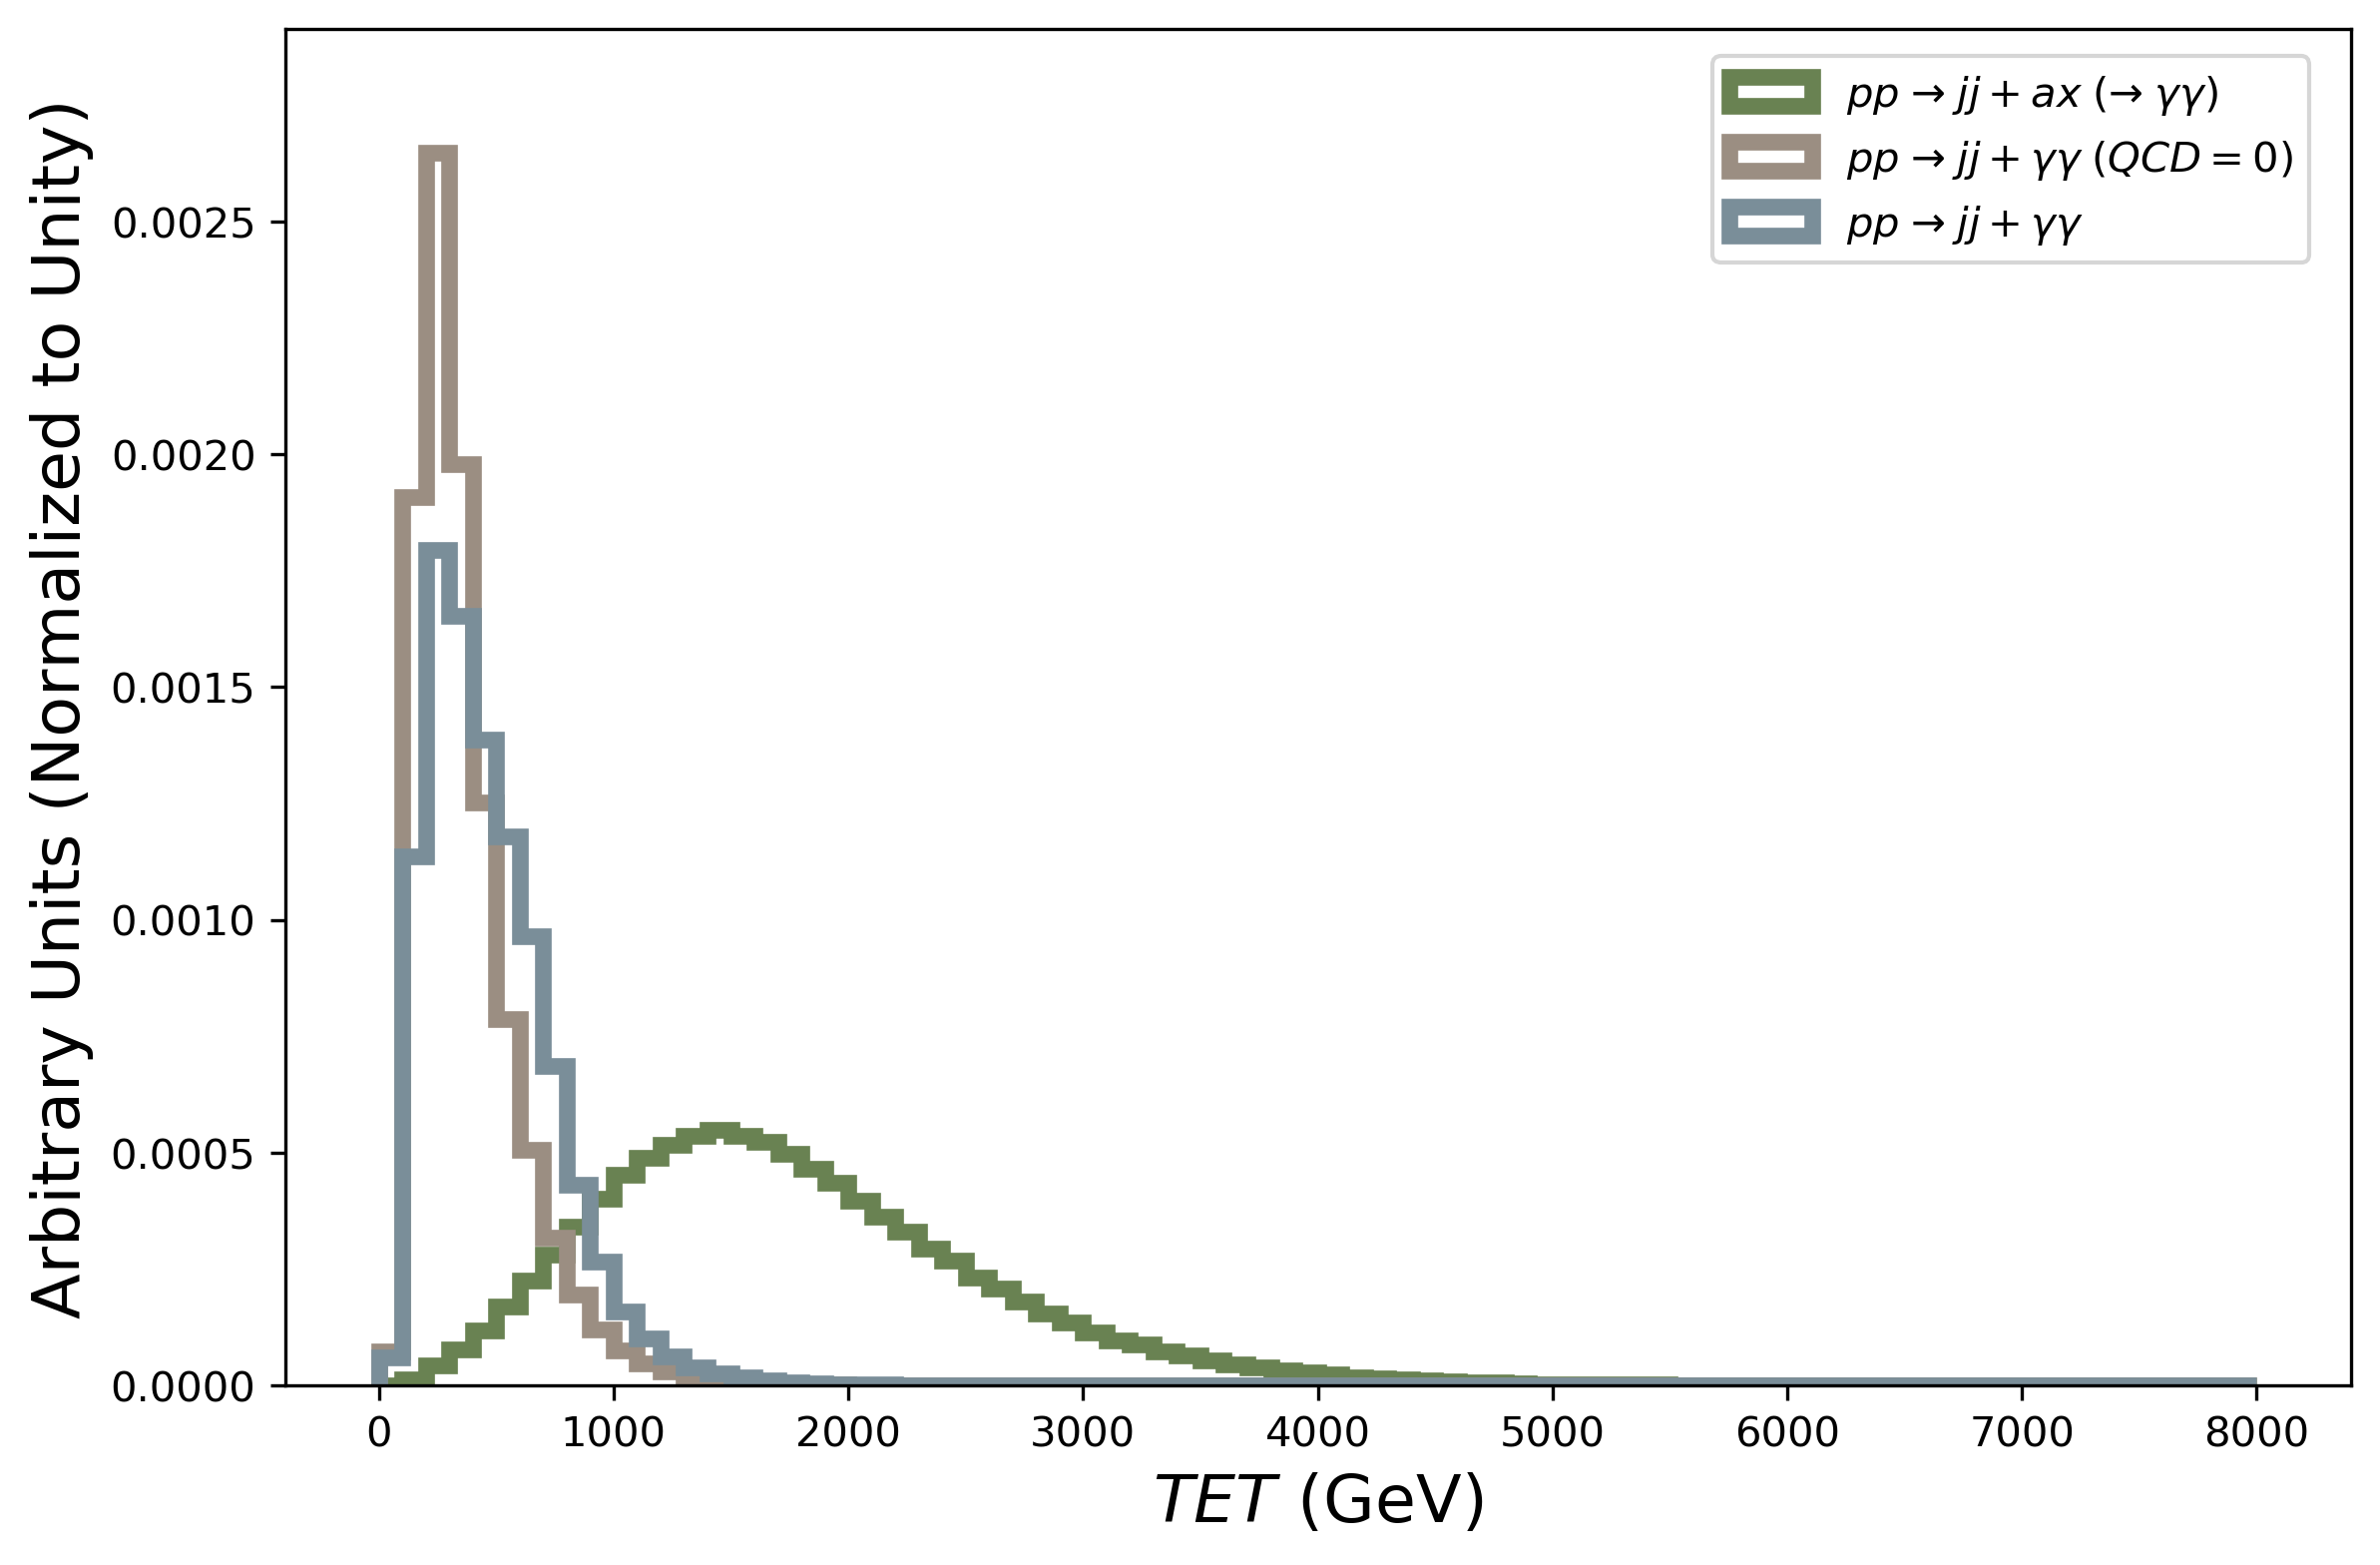 pp → jj + ax (→ γγ)
pp → jj + γγ (QCD = 0)
pp → jj + γγ
Arbitrary Units (Normalized to Unity)
0.0025
0.0020
0.0015
0.0010
0.0005
0.0000
0 1000 2000 3000 4000 5000 6000 7000 8000
TET (GeV)